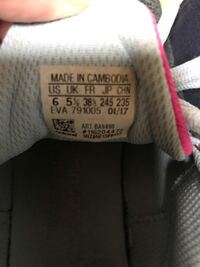 MADE IN CAMBODIA
US UK FR JP CHN
6 5½ 38⅔ 245 235
EVA 791005 01/17
ART BA8490